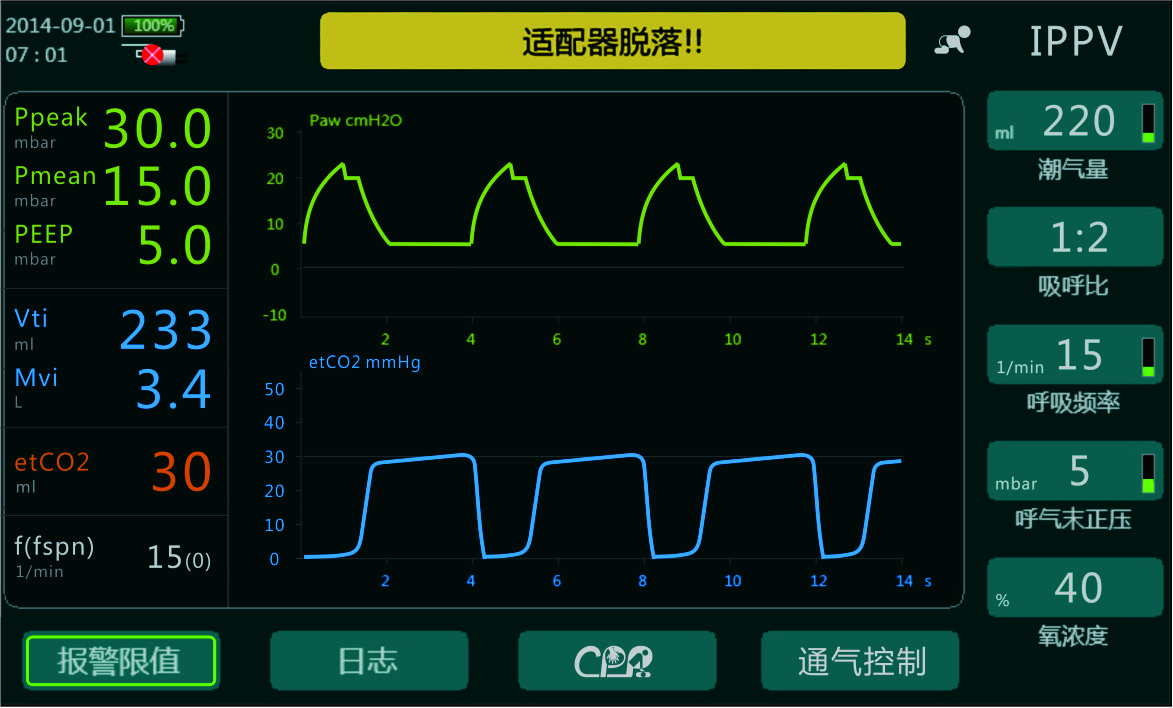 2014-09-01 100%
07:01
适配器脱落!!
IPPV
Ppeak 30.0
mbar
Pmean 15.0
mbar
PEEP 5.0
mbar
Vti 233
ml
Mvi 3.4
L
etCO2 30
ml
f(fspn) 15(0)
1/min
Paw cmH2O
30
20
10
0
-10
2 4 6 8 10 12 14 s
etCO2 mmHg
50
40
30
20
10
0
2 4 6 8 10 12 14 s
ml 220
潮气量
1:2
吸呼比
1/min 15
呼吸频率
mbar 5
呼气末正压
% 40
氧浓度
报警限值 日志 CPR 通气控制